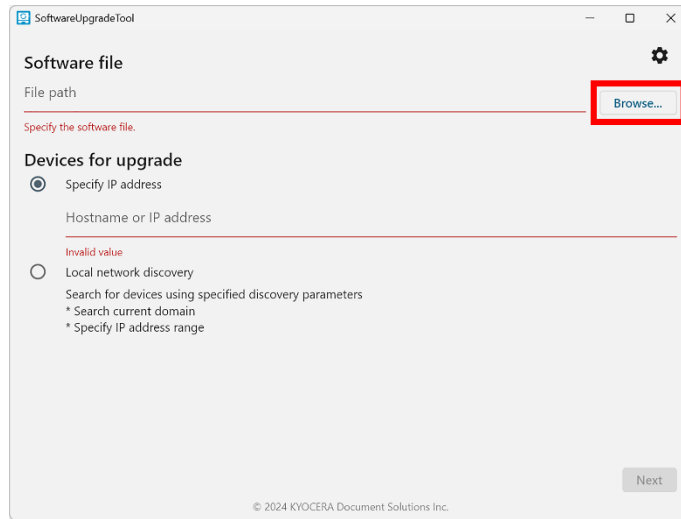 SoftwareUpgradeTool
Software file
File path
Browse...
Specify the software file.
Devices for upgrade
Specify IP address
Hostname or IP address
Invalid value
Local network discovery
Search for devices using specified discovery parameters
* Search current domain
* Specify IP address range
Next
© 2024 KYOCERA Document Solutions Inc.